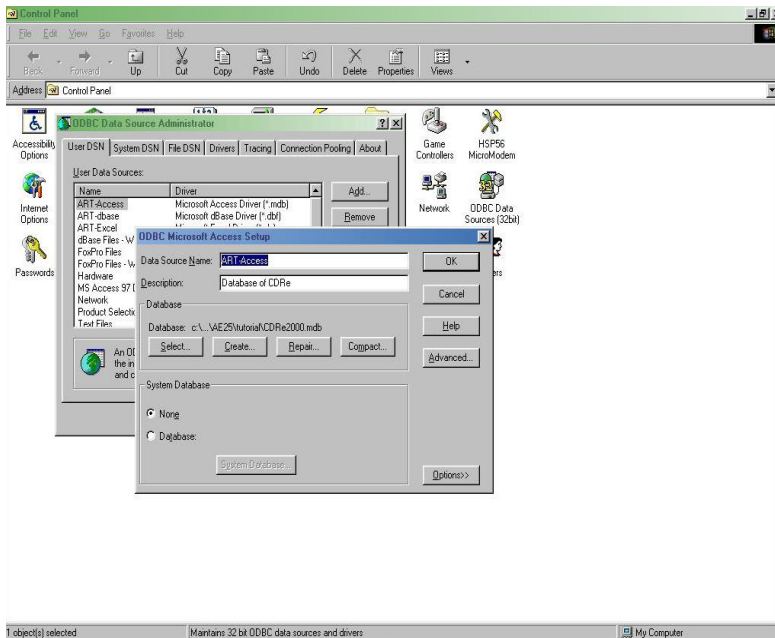 Control Panel
File Edit View Go Favorites Help
Back Forward Up Cut Copy Paste Undo Delete Properties Views
Address Control Panel
Accessibility Options
Internet Options
Passwords
Game Controllers
HSP56 MicroModem
Network
ODBC Data Sources (32bit)
ODBC Data Source Administrator
User DSN System DSN File DSN Drivers Tracing Connection Pooling About
User Data Sources:
Name Driver
ART-Access Microsoft Access Driver (*.mdb)
ART-dbase Microsoft dBase Driver (*.dbf)
ART-Excel
dBase Files - W
FoxPro Files
FoxPro Files - W
Hardware
MS Access 97
Network
Product Selecti
Text Files
Add...
Remove
An
the in
and c
ODBC Microsoft Access Setup
Data Source Name: ART-Access
Description: Database of CDRe
Database
Database: c:\...\AE25\tutorial\CDRe2000.mdb
Select... Create... Repair... Compact...
System Database
None
Database:
System Database...
OK
Cancel
Help
Advanced...
Options>>
1 object(s) selected Maintains 32 bit ODBC data sources and drivers My Computer